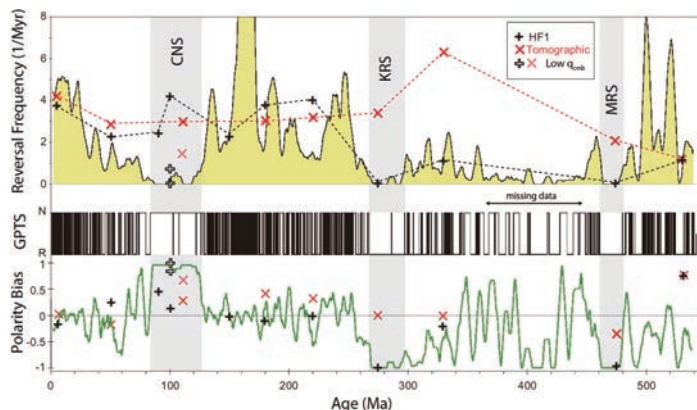 Reversal Frequency (1/Myr)
8
6
4
2
0
CNS
KRS
MRS
HF1
Tomographic
Low qcmb
missing data
GPTS
N
R
Polarity Bias
1
0.5
0
-0.5
-1
0 100 200 300 400 500
Age (Ma)